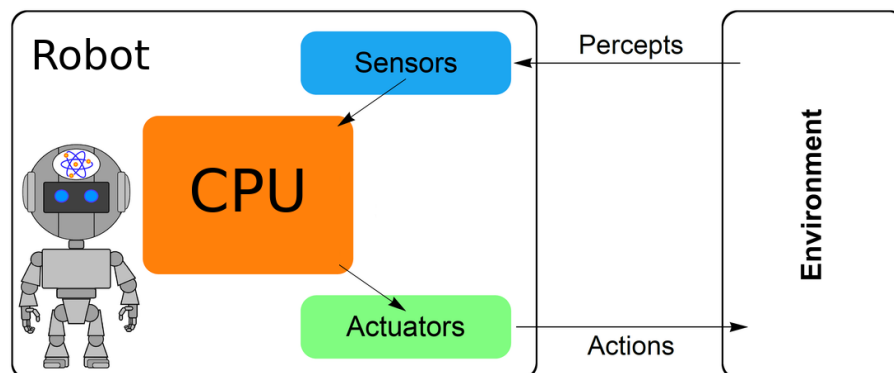 Robot
Sensors
Percepts
CPU
Environment
Actuators
Actions